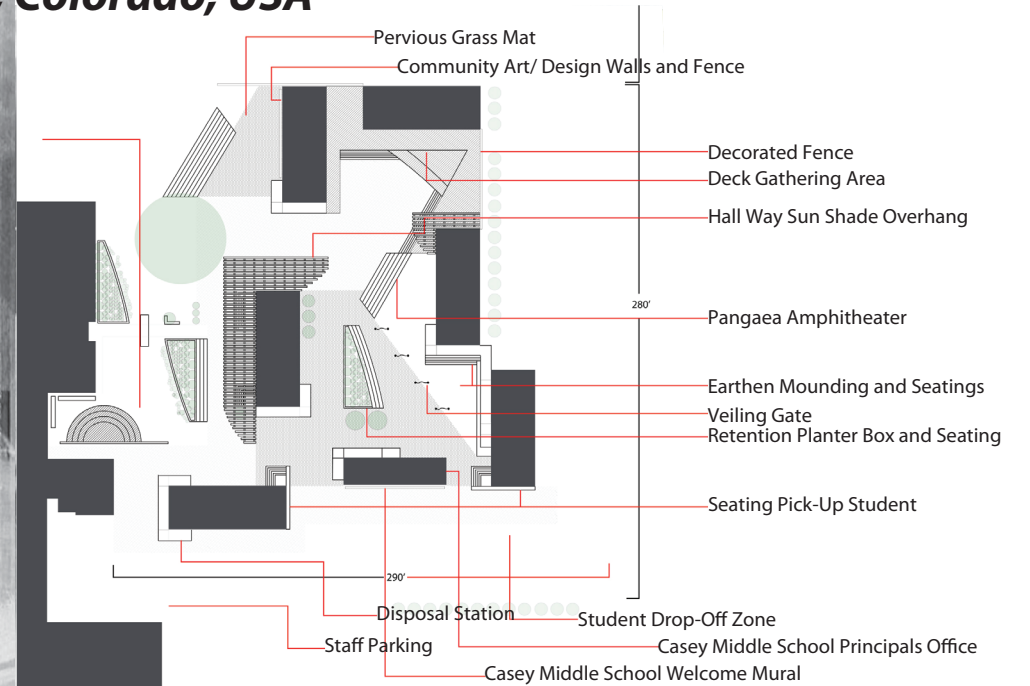 Colorado, USA
Pervious Grass Mat
Community Art/ Design Walls and Fence
Decorated Fence
Deck Gathering Area
Hall Way Sun Shade Overhang
280'
Pangaea Amphitheater
Earthen Mounding and Seatings
Veiling Gate
Retention Planter Box and Seating
Seating Pick-Up Student
290'
Disposal Station
Student Drop-Off Zone
Staff Parking
Casey Middle School Principals Office
Casey Middle School Welcome Mural